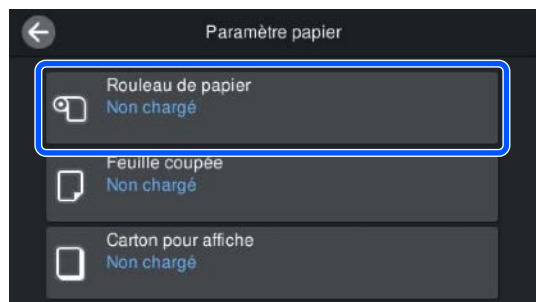 Paramètre papier
Rouleau de papier
Non chargé
Feuille coupée
Non chargé
Carton pour affiche
Non chargé